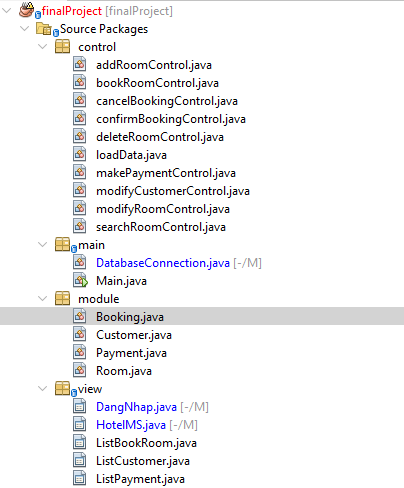 finalProject [finalProject]
Source Packages
control
addRoomControl.java
bookRoomControl.java
cancelBookingControl.java
confirmBookingControl.java
deleteRoomControl.java
loadData.java
makePaymentControl.java
modifyCustomerControl.java
modifyRoomControl.java
searchRoomControl.java
main
DatabaseConnection.java [-/M]
Main.java
module
Booking.java
Customer.java
Payment.java
Room.java
view
DangNhap.java [-/M]
HotelMS.java [-/M]
ListBookRoom.java
ListCustomer.java
ListPayment.java